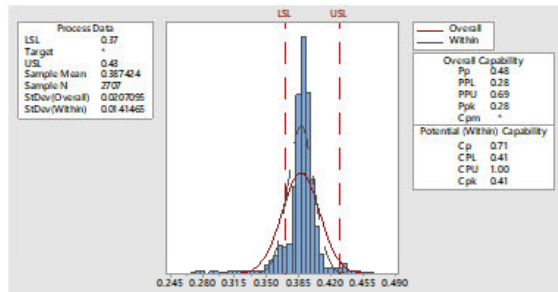 Process Data
LSL 0.37
Target *
USL 0.43
Sample Mean 0.387424
Sample N 2707
StDev(Overall) 0.0207095
StDev(Within) 0.0141465
LSL USL
Overall
Within
Overall Capability
Pp 0.48
PPL 0.28
PPU 0.69
Ppk 0.28
Cpm *
Potential (Within) Capability
Cp 0.71
CPL 0.41
CPU 1.00
Cpk 0.41
0.245 0.280 0.315 0.350 0.385 0.420 0.455 0.490